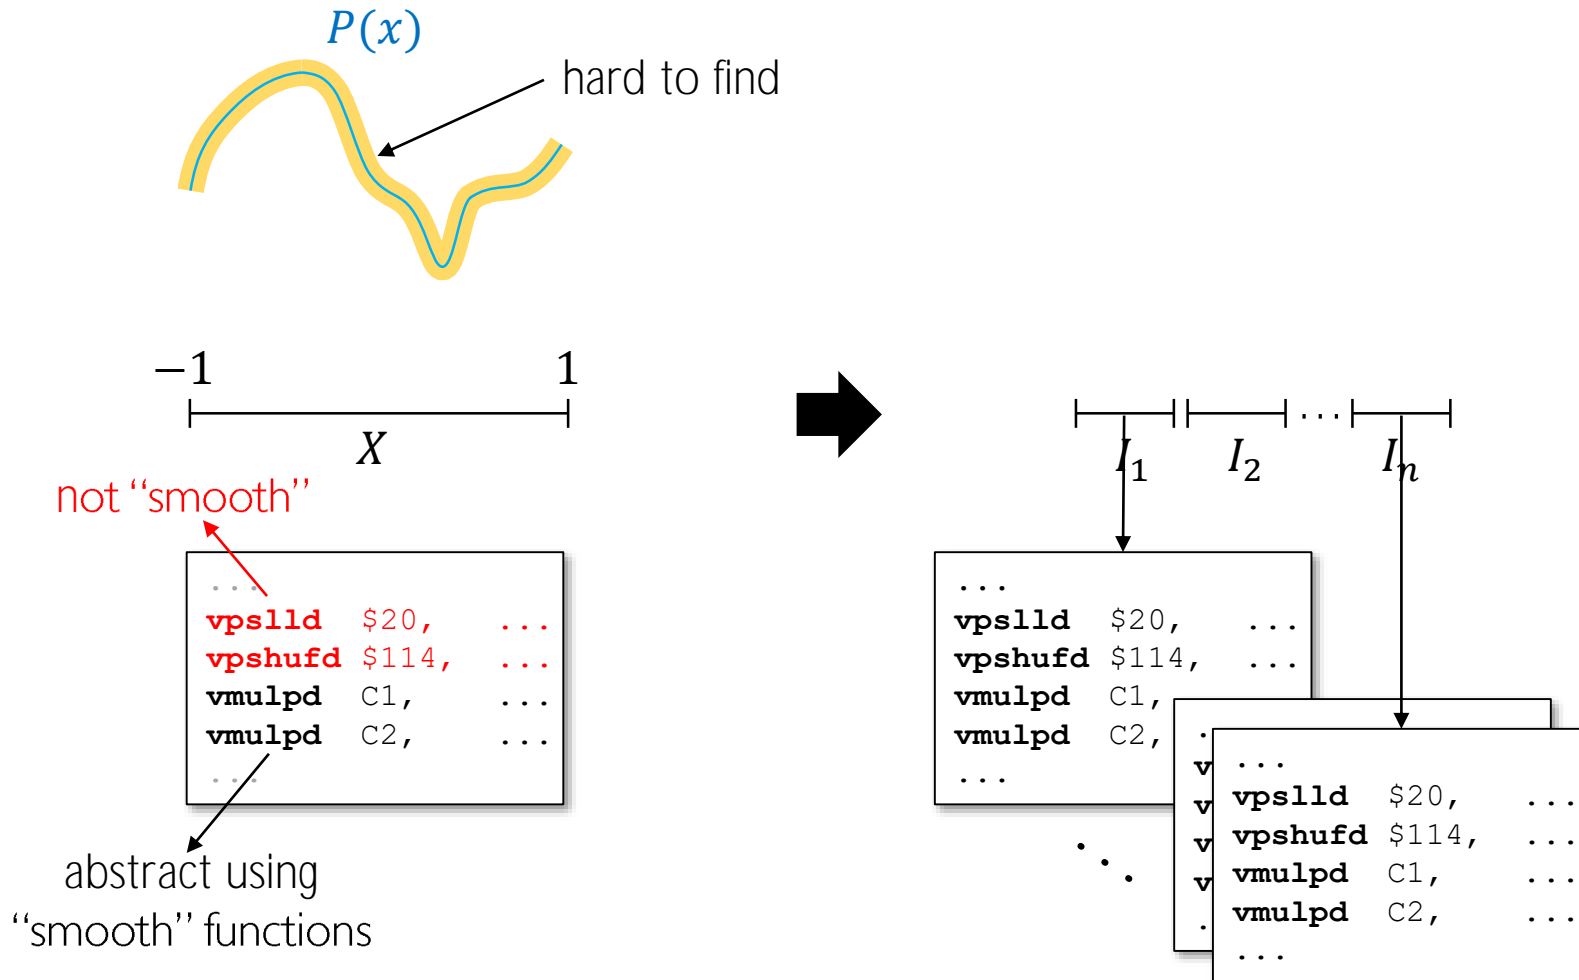 P(x)
hard to find
−1 1
X
not “smooth”
...
vpslld $20, ...
vpshufd $114, ...
vmulpd C1, ...
vmulpd C2, ...
...
abstract using
“smooth” functions
...
I1 I2 In
...
vpslld $20, ...
vpshufd $114, ...
vmulpd C1,
vmulpd C2,
...
...
.
v
v
v
v
.
...
vpslld $20, ...
vpshufd $114, ...
vmulpd C1, ...
vmulpd C2, ...
...